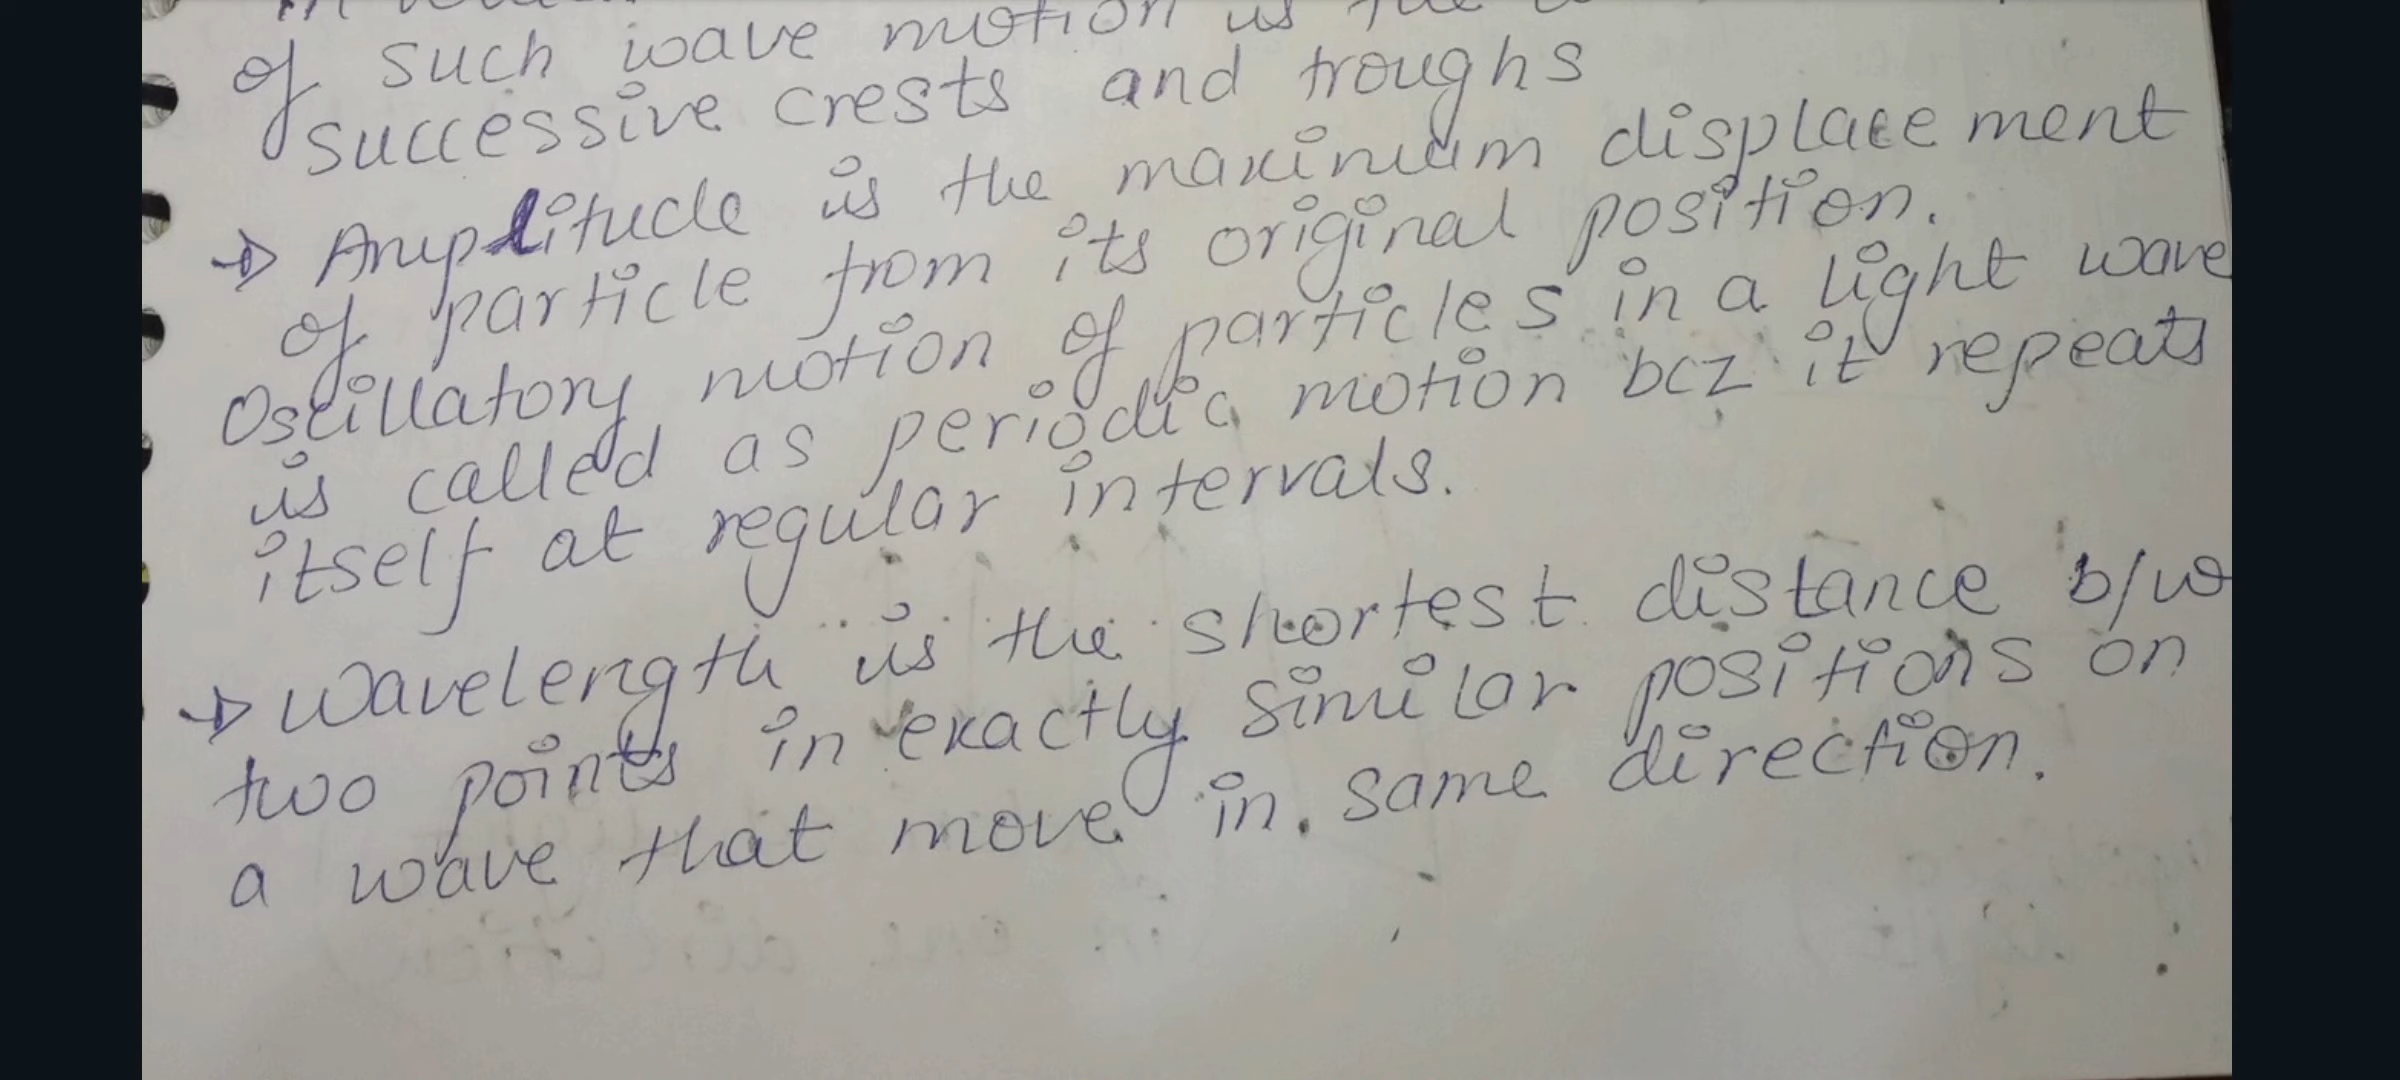 of such wave motion is the
successive crests and troughs
→ Amplitude is the maximum displacement
of particle from its original position.
Oscillatory motion of particles in a light wave
is called as periodic motion bcz it repeats
itself at regular intervals.
→ Wavelength is the shortest distance b/w
two points in exactly similar positions on
a wave that move in same direction.